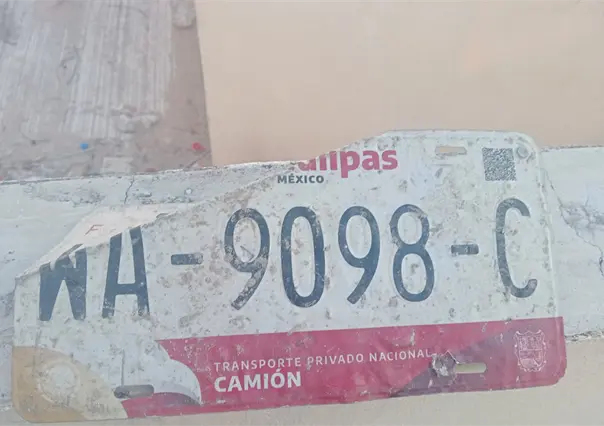 ulipas
MÉXICO
WA-9098-C
TRANSPORTE PRIVADO NACIONAL
CAMIÓN